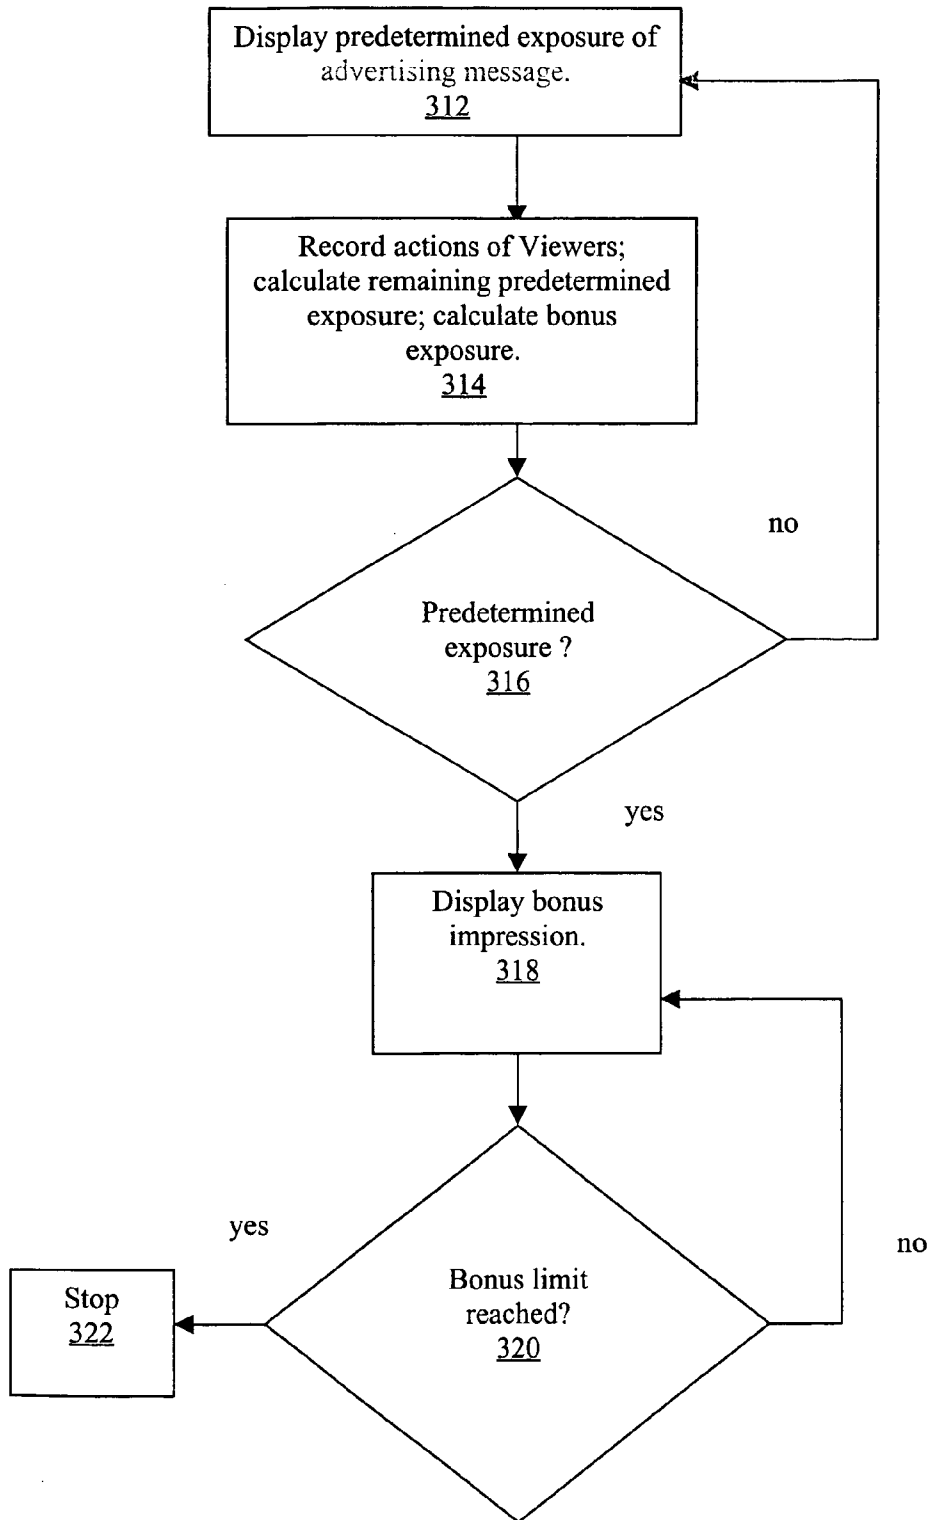 Display predetermined exposure of
advertising message.
312
Record actions of Viewers;
calculate remaining predetermined
exposure; calculate bonus
exposure.
314
no
Predetermined
exposure ?
316
yes
Display bonus
impression.
318
yes
no
Bonus limit
reached?
320
Stop
322